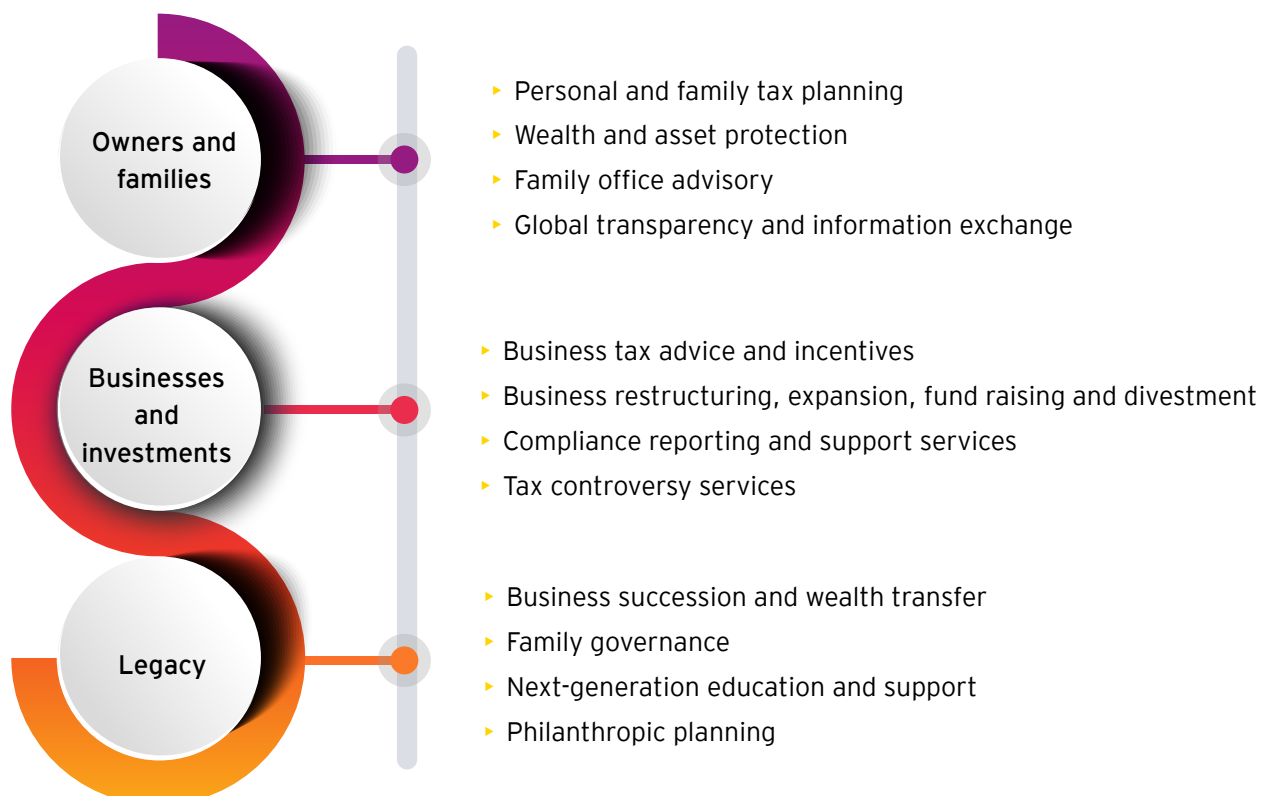 Owners and
families
Personal and family tax planning
Wealth and asset protection
Family office advisory
Global transparency and information exchange
Businesses
and
investments
Business tax advice and incentives
Business restructuring, expansion, fund raising and divestment
Compliance reporting and support services
Tax controversy services
Legacy
Business succession and wealth transfer
Family governance
Next-generation education and support
Philanthropic planning